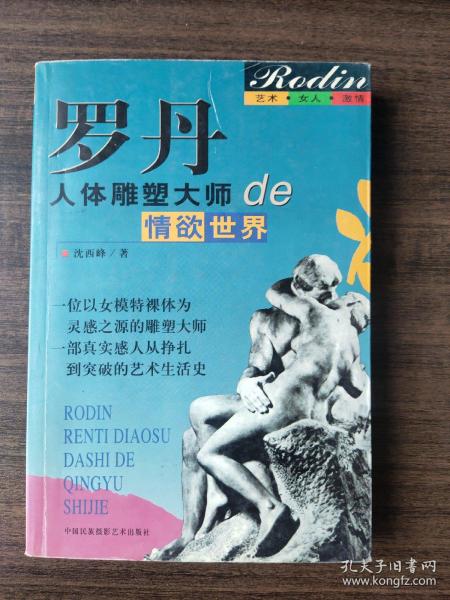 Rodin
艺术·女人·激情
罗丹
人体雕塑大师de
情欲世界
沈西峰/著
一位以女模特裸体为
灵感之源的雕塑大师
一部真实感人从挣扎
到突破的艺术生活史
RODIN
RENTI DIAOSU
DASHI DE
QINGYU
SHIJIE
中国民族摄影艺术出版社
孔夫子旧书网
www.kongfz.com